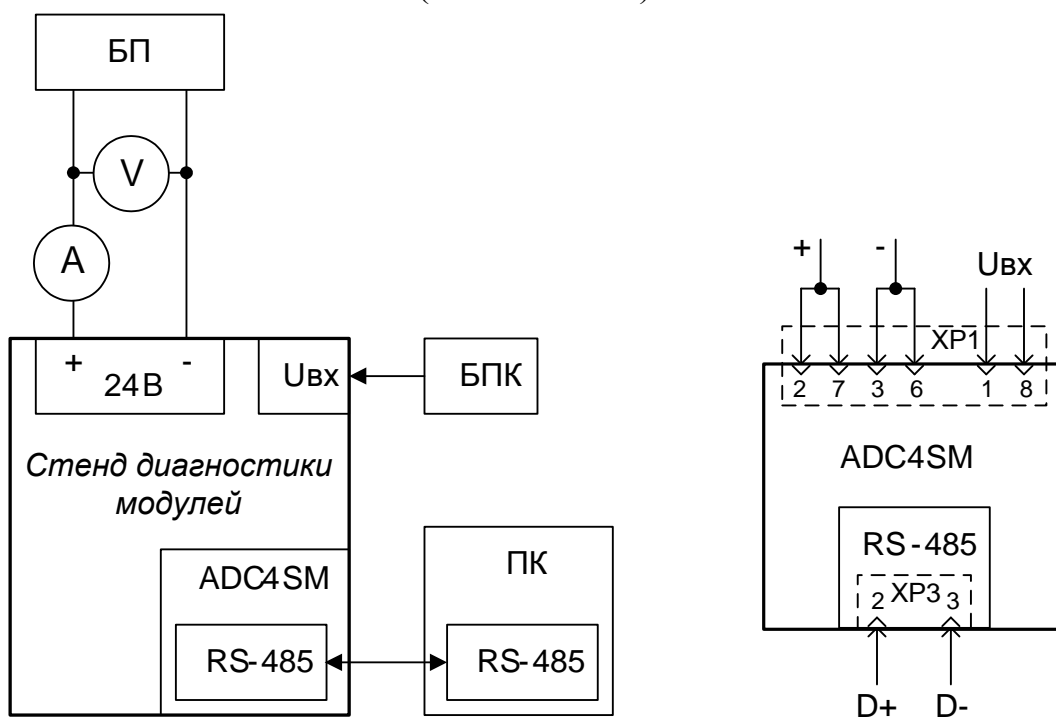 БП
V
A
+ -
24В
Uвх
БПК
Стенд диагностики
модулей
ADC4SM
RS-485
ПК
RS-485
+ -
Uвх
XP1
2 7 3 6 1 8
ADC4SM
RS-485
2 XP3 3
D+ D-